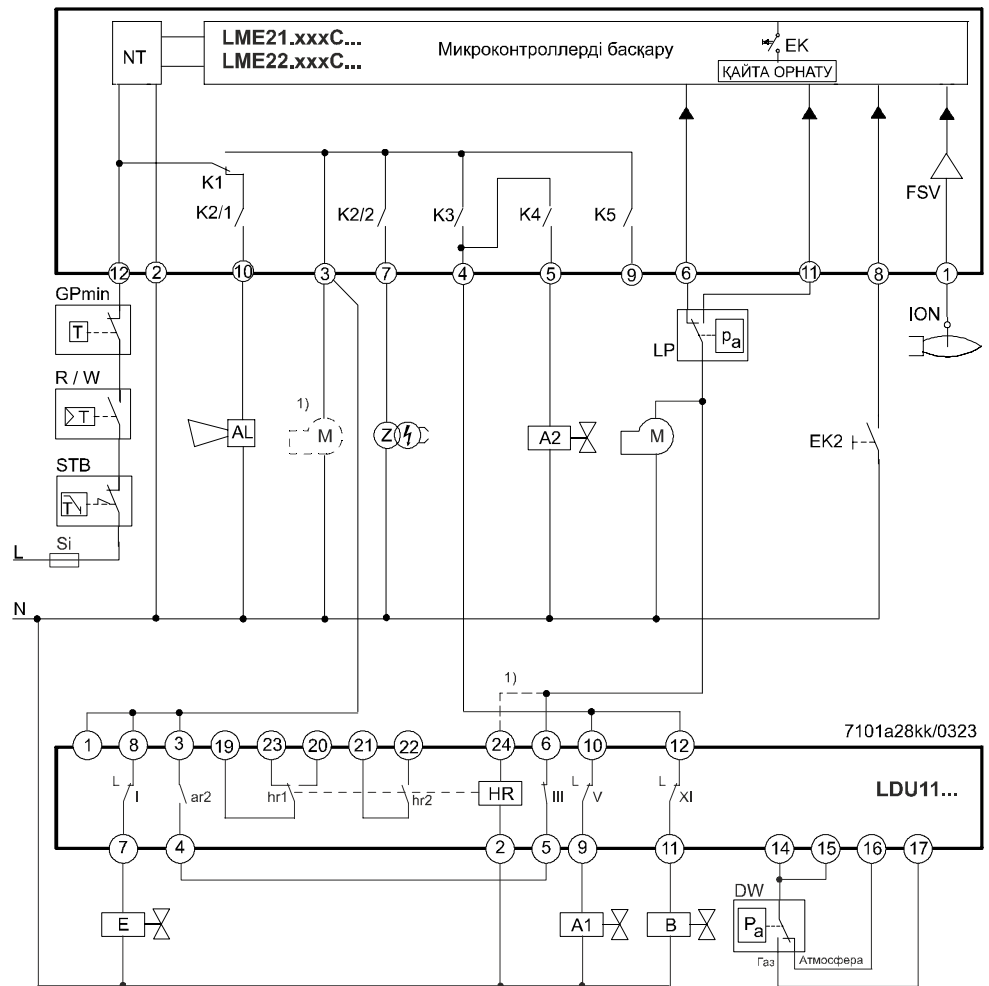 NT
LME21.xxxC...
LME22.xxxC...
Микроконтроллерді басқару
EK
ҚАЙТА ОРНАТУ
FSV
K1
K2/1
K2/2
K3
K4
K5
12
2
10
3
7
4
5
9
6
11
8
1
GPmin
T
R / W
T
STB
T
L
Si
N
AL
1)
M
Z
A2
M
LP
pa
EK2
ION
1)
7101a28kk/0323
1
8
3
19
23
20
21
22
24
6
10
12
L
I
ar2
hr1
hr2
HR
III
L
V
L
XI
LDU11...
7
4
2
5
9
11
14
15
16
17
E
A1
B
DW
Pa
Газ
Атмосфера